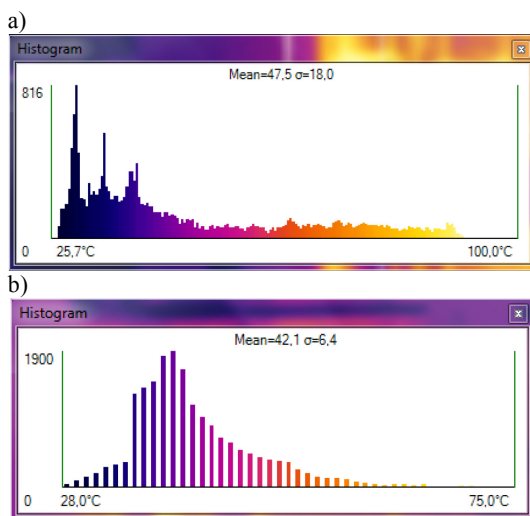 a)
Histogram
Mean=47,5 σ=18,0
816
0
25,7°C
100,0°C
b)
Histogram
Mean=42,1 σ=6,4
1900
0
28,0°C
75,0°C